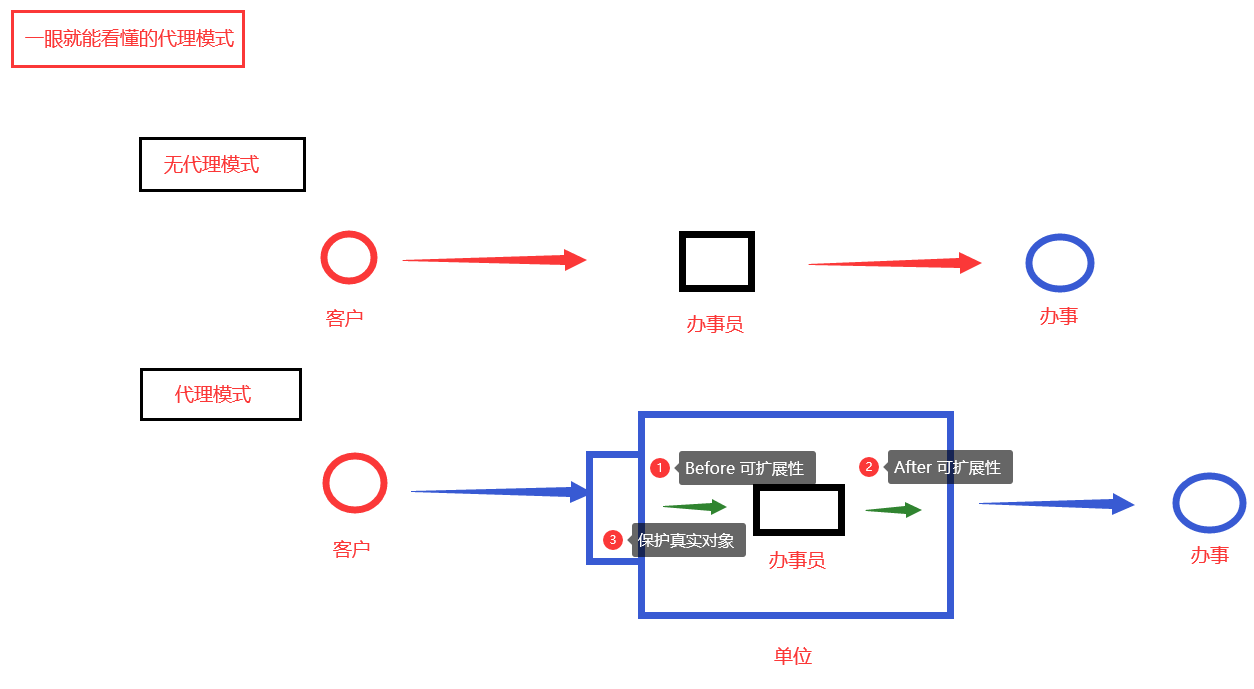 一眼就能看懂的代理模式
无代理模式
客户
办事员
办事
代理模式
1 Before 可扩展性
2 After 可扩展性
3 保护真实对象
客户
办事员
办事
单位